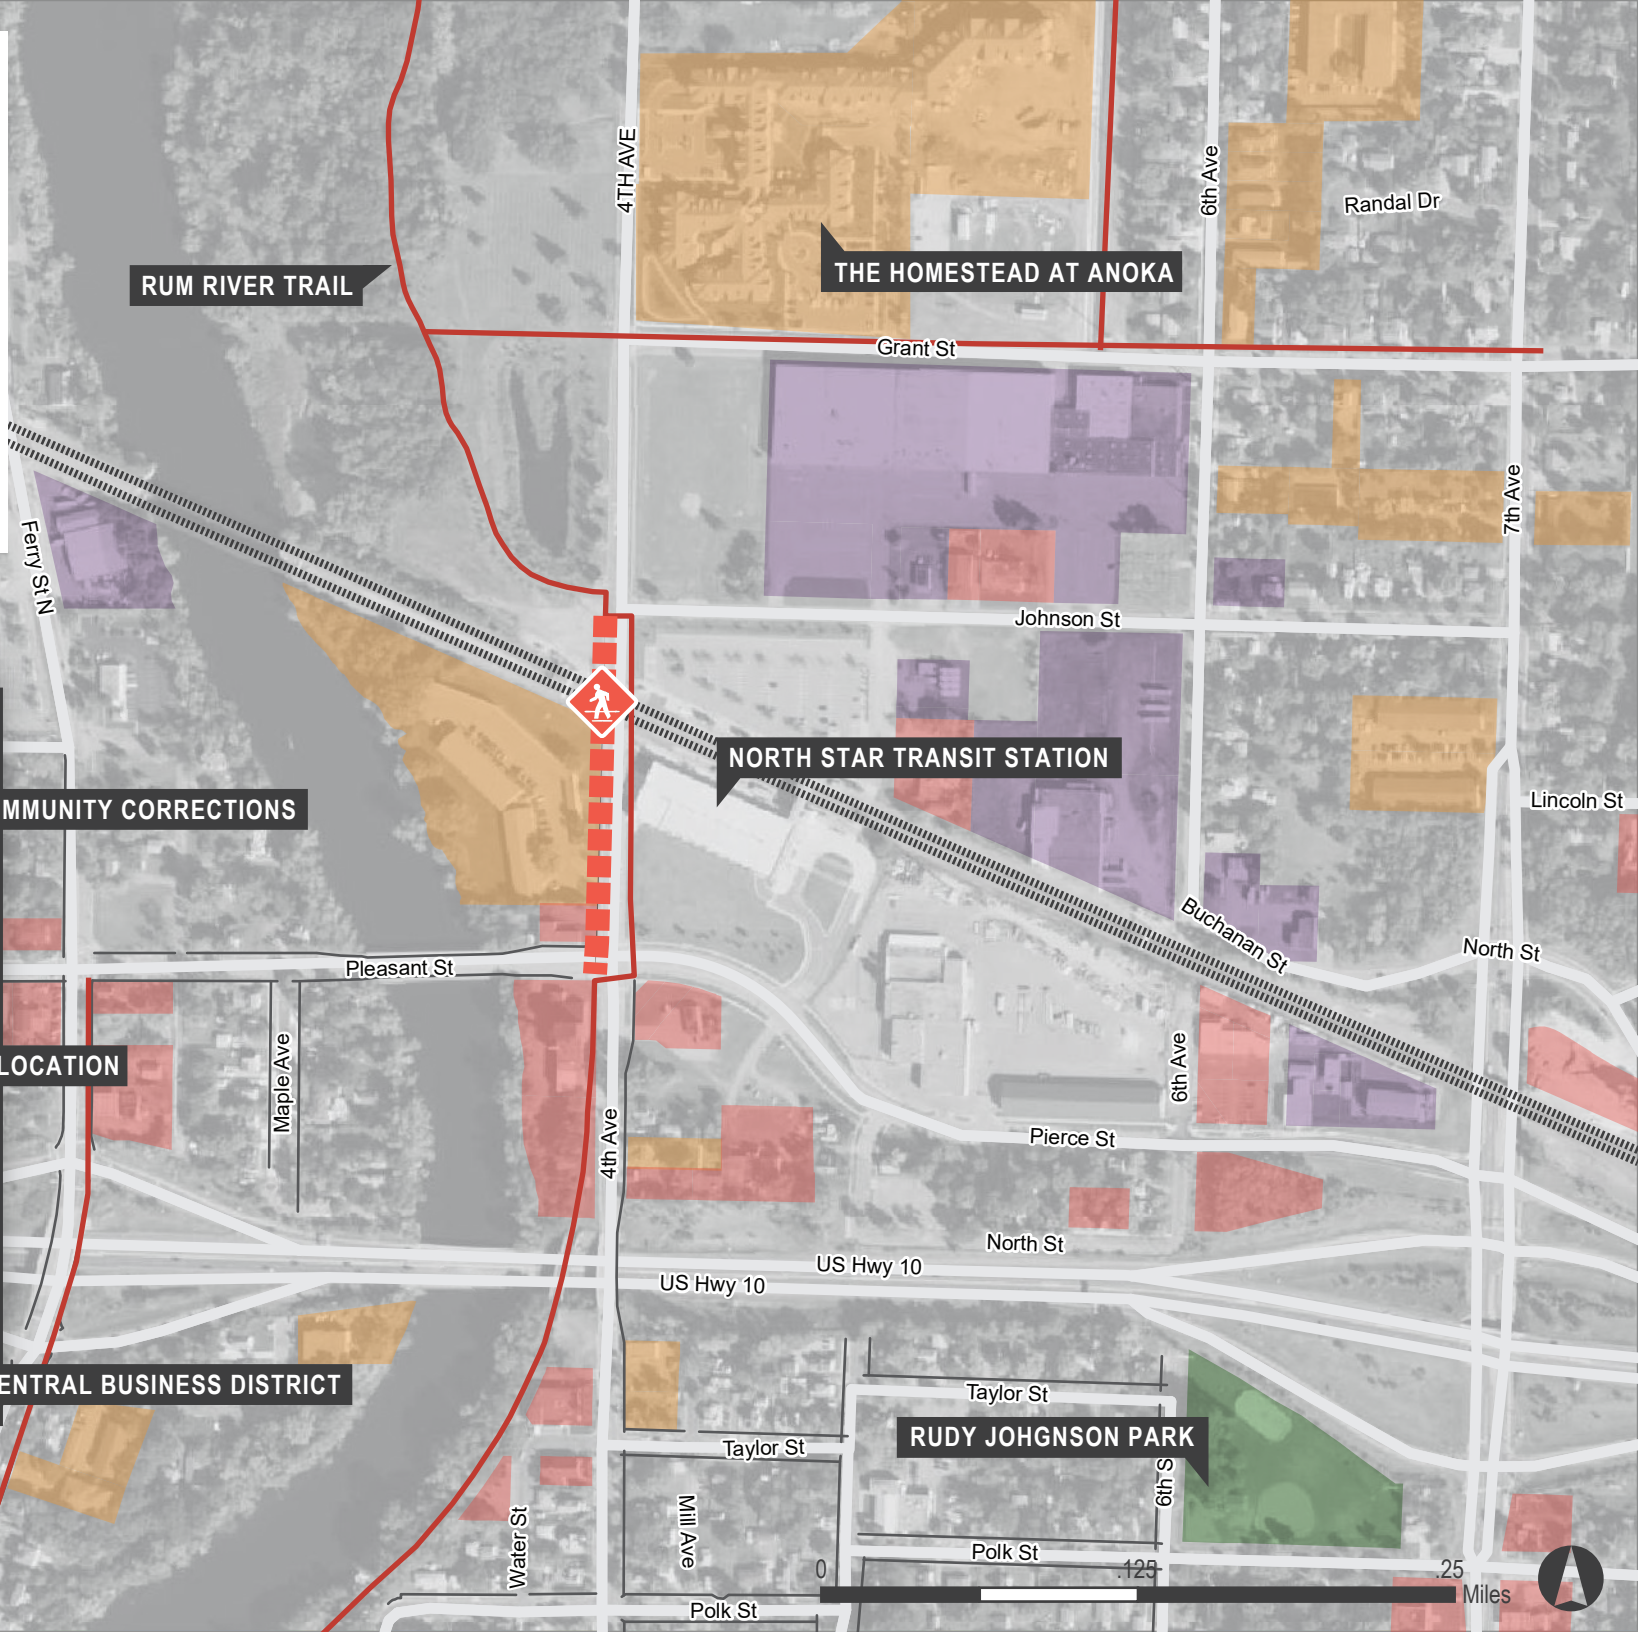 4TH AVE
6th Ave
Randal Dr
RUM RIVER TRAIL
THE HOMESTEAD AT ANOKA
Grant St
7th Ave
Ferry St N
Johnson St
NORTH STAR TRANSIT STATION
MMUNITY CORRECTIONS
Lincoln St
Buchanan St
North St
Pleasant St
LOCATION
Maple Ave
6th Ave
4th Ave
Pierce St
North St
US Hwy 10
US Hwy 10
ENTRAL BUSINESS DISTRICT
Taylor St
RUDY JOHGNSON PARK
Taylor St
6th S
Mill Ave
Water St
Polk St
0 .125 .25
Miles
Polk St